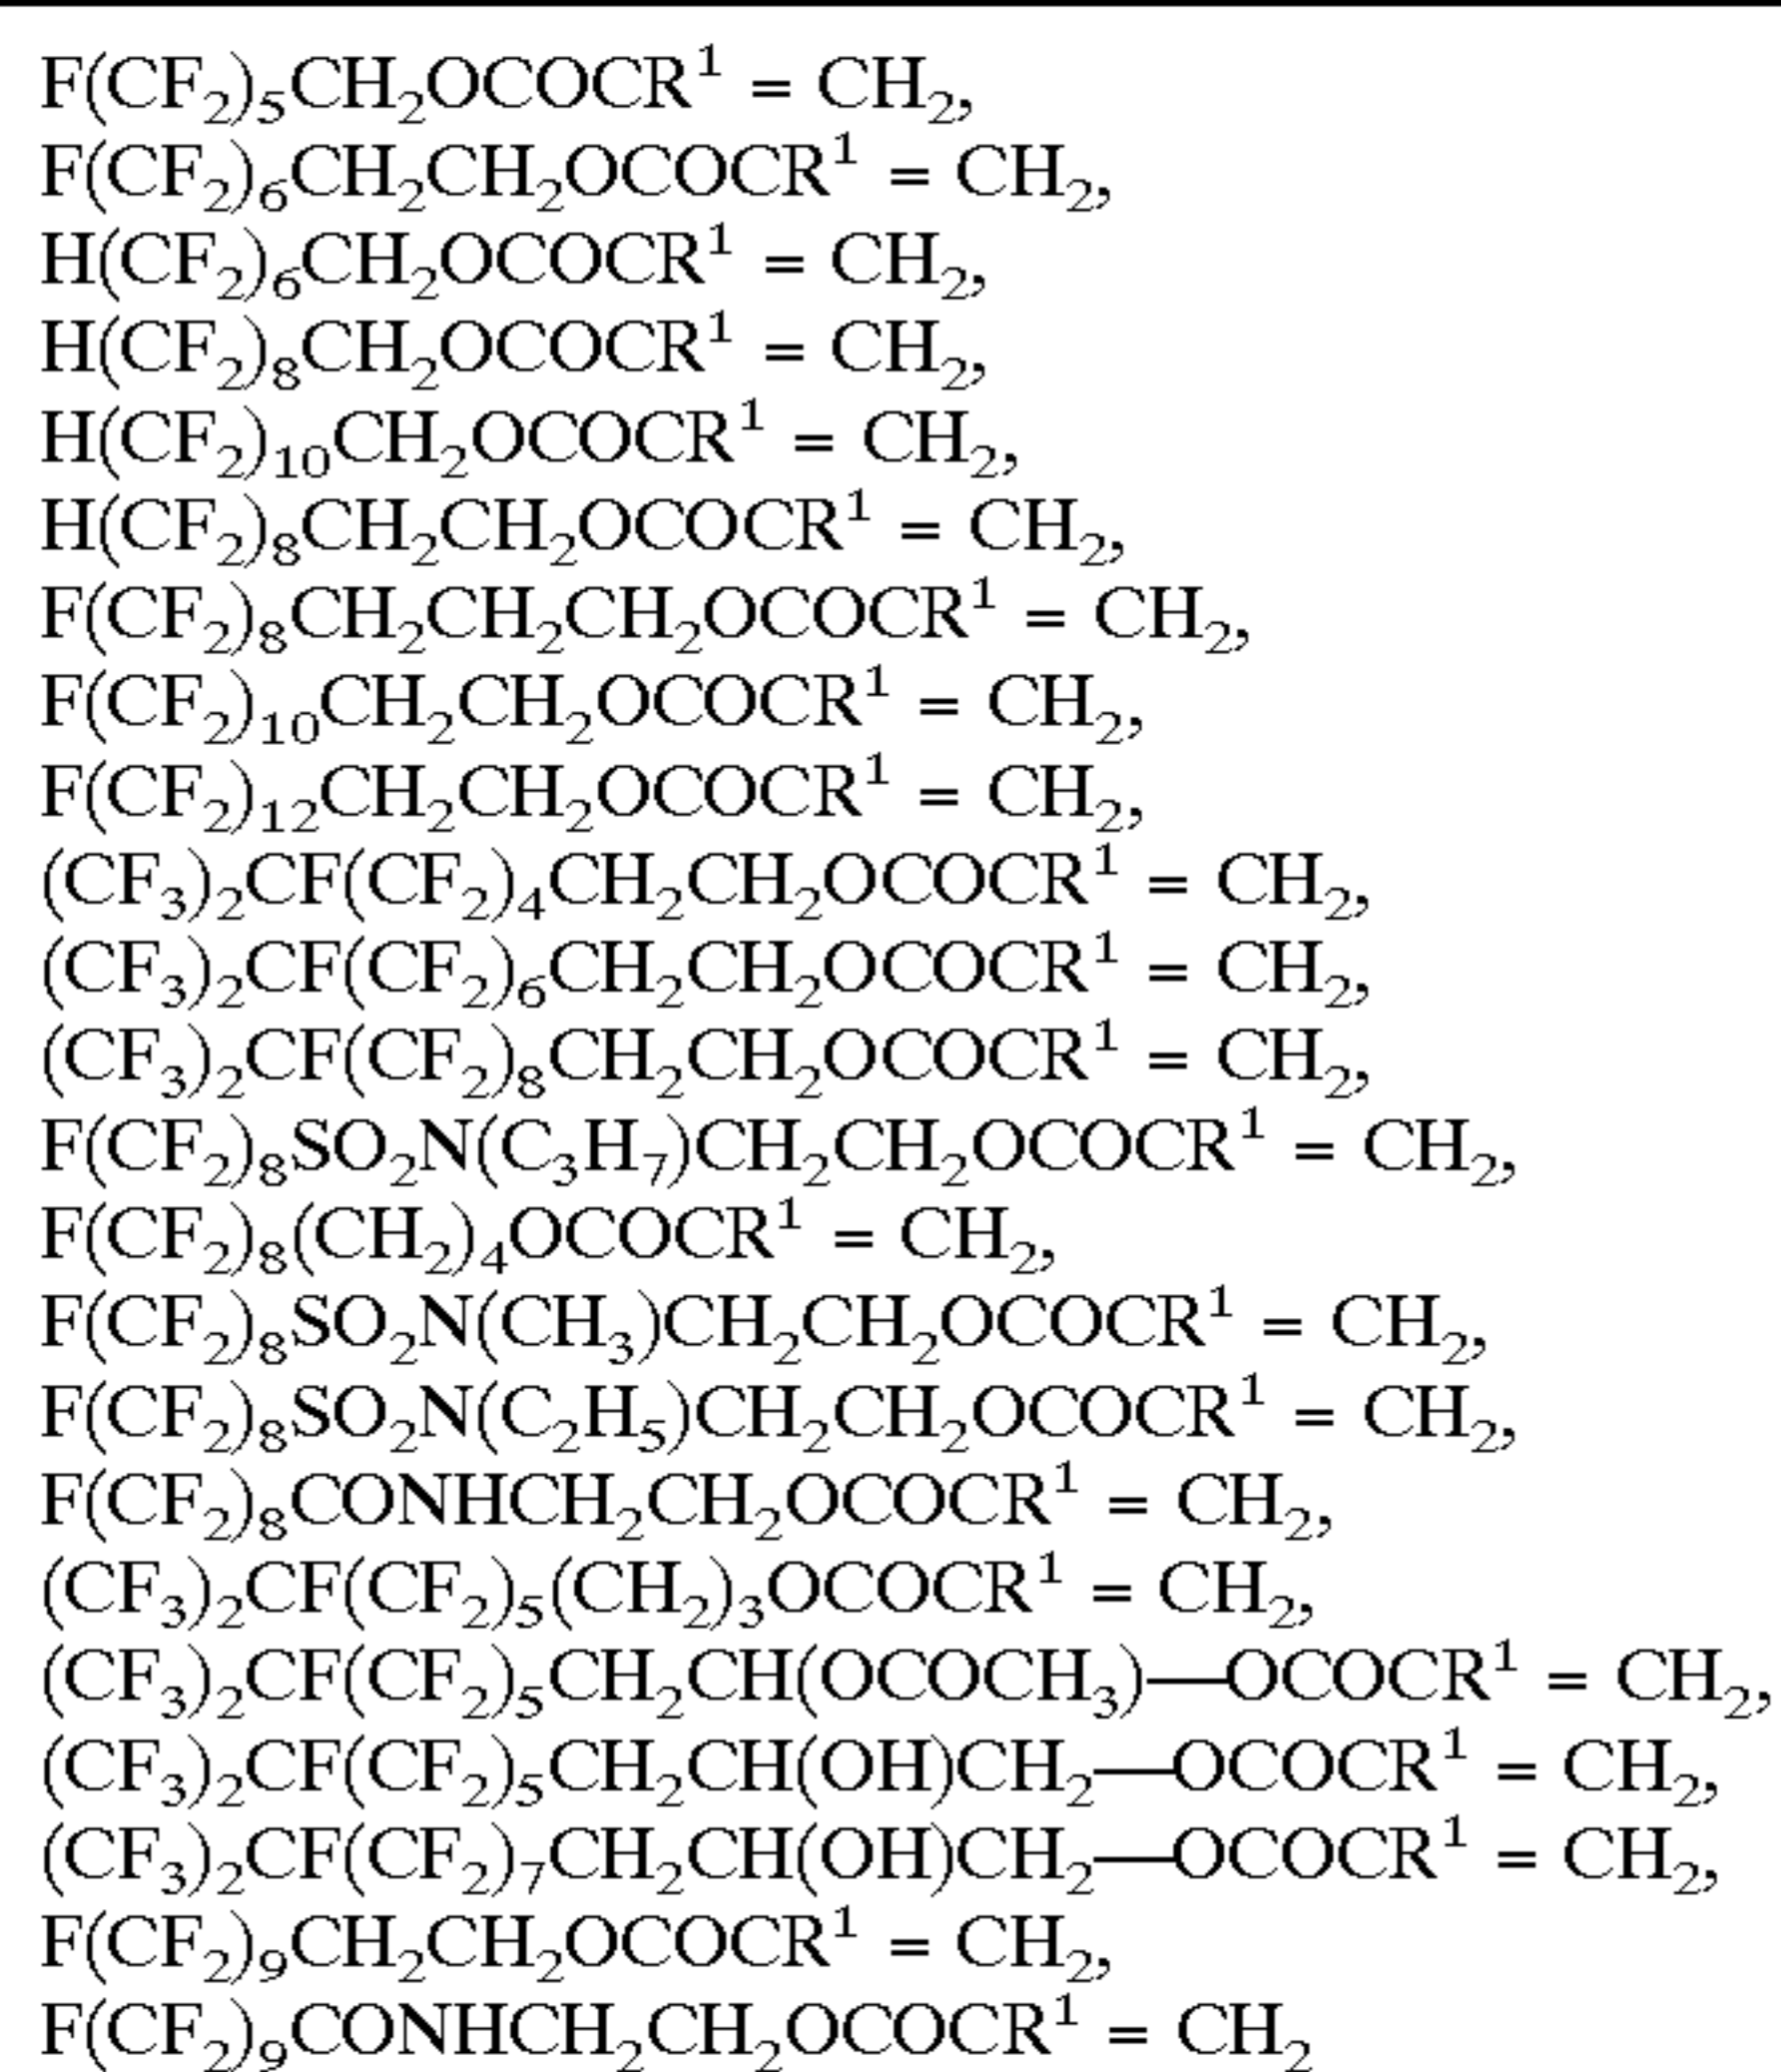 F(CF₂)₅CH₂OCOCR¹ = CH₂,
F(CF₂)₆CH₂CH₂OCOCR¹ = CH₂,
H(CF₂)₆CH₂OCOCR¹ = CH₂,
H(CF₂)₈CH₂OCOCR¹ = CH₂,
H(CF₂)₁₀CH₂OCOCR¹ = CH₂,
H(CF₂)₈CH₂CH₂OCOCR¹ = CH₂,
F(CF₂)₈CH₂CH₂CH₂OCOCR¹ = CH₂,
F(CF₂)₁₀CH₂CH₂OCOCR¹ = CH₂,
F(CF₂)₁₂CH₂CH₂OCOCR¹ = CH₂,
(CF₃)₂CF(CF₂)₄CH₂CH₂OCOCR¹ = CH₂,
(CF₃)₂CF(CF₂)₆CH₂CH₂OCOCR¹ = CH₂,
(CF₃)₂CF(CF₂)₈CH₂CH₂OCOCR¹ = CH₂,
F(CF₂)₈SO₂N(C₃H₇)CH₂CH₂OCOCR¹ = CH₂,
F(CF₂)₈(CH₂)₄OCOCR¹ = CH₂,
F(CF₂)₈SO₂N(CH₃)CH₂CH₂OCOCR¹ = CH₂,
F(CF₂)₈SO₂N(C₂H₅)CH₂CH₂OCOCR¹ = CH₂,
F(CF₂)₈CONHCH₂CH₂OCOCR¹ = CH₂,
(CF₃)₂CF(CF₂)₅(CH₂)₃OCOCR¹ = CH₂,
(CF₃)₂CF(CF₂)₅CH₂CH(OCOCH₃)—OCOCR¹ = CH₂,
(CF₃)₂CF(CF₂)₅CH₂CH(OH)CH₂—OCOCR¹ = CH₂,
(CF₃)₂CF(CF₂)₇CH₂CH(OH)CH₂—OCOCR¹ = CH₂,
F(CF₂)₉CH₂CH₂OCOCR¹ = CH₂,
F(CF₂)₉CONHCH₂CH₂OCOCR¹ = CH₂